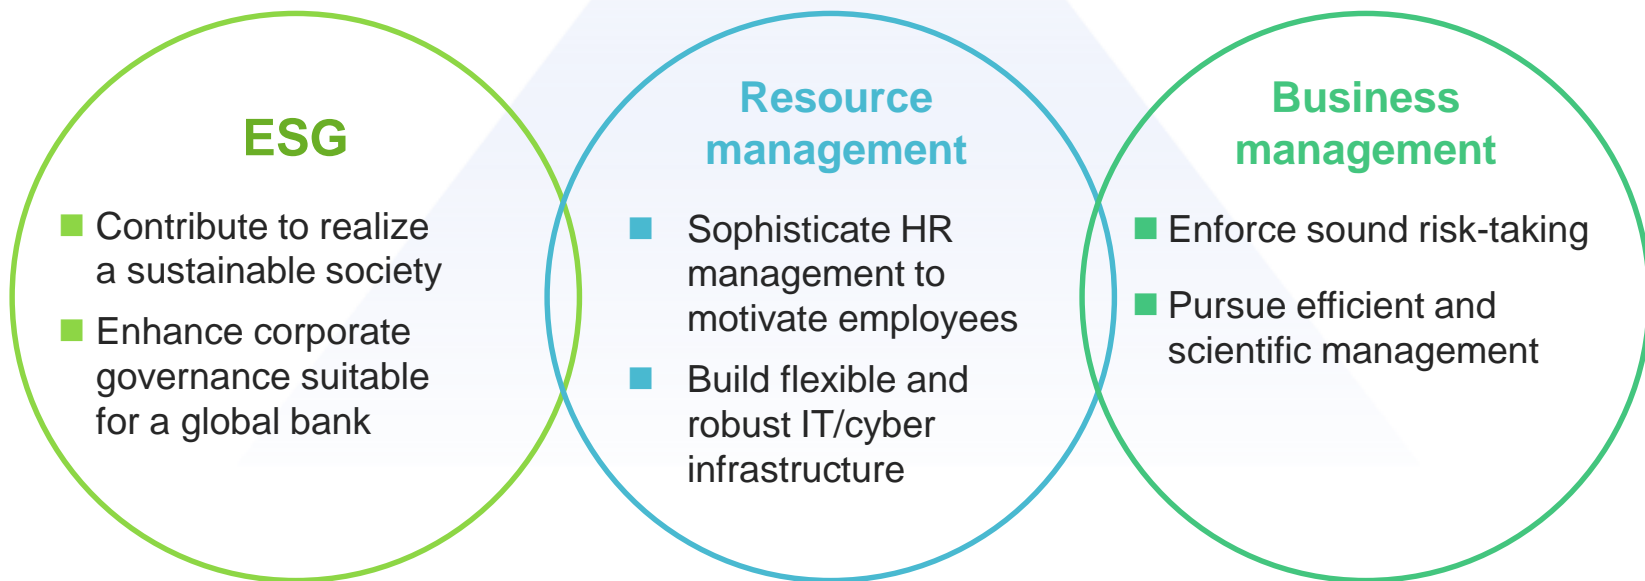 ESG
Contribute to realize
a sustainable society
Enhance corporate
governance suitable
for a global bank
Resource
management
Sophisticate HR
management to
motivate employees
Build flexible and
robust IT/cyber
infrastructure
Business
management
Enforce sound risk-taking
Pursue efficient and
scientific management